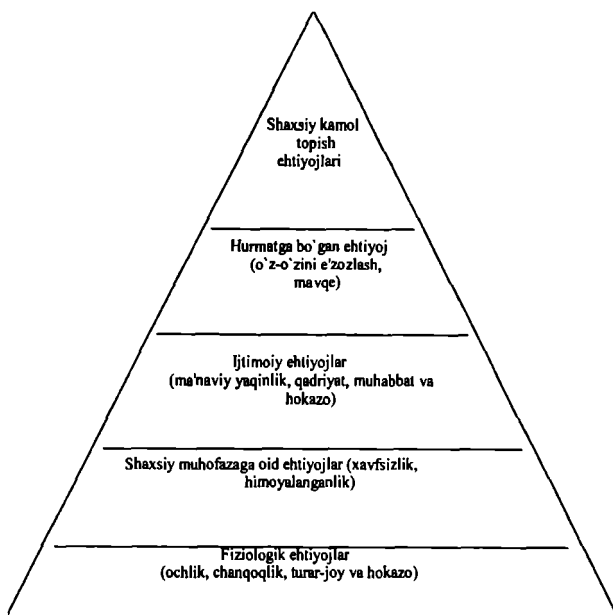 Shaxsiy kamol
topish
ehtiyojlari
Hurmatga bo`gan ehtiyoj
(o`z-o`zini e'zozlash,
mavqe)
Ijtimoiy ehtiyojlar
(ma'naviy yaqinlik, qadriyat, muhabbat va
hokazo)
Shaxsiy muhofazaga oid ehtiyojlar (xavfsizlik,
himoyalanganlik)
Fiziologik ehtiyojlar
(ochlik, chanqoqlik, turar-joy va hokazo)